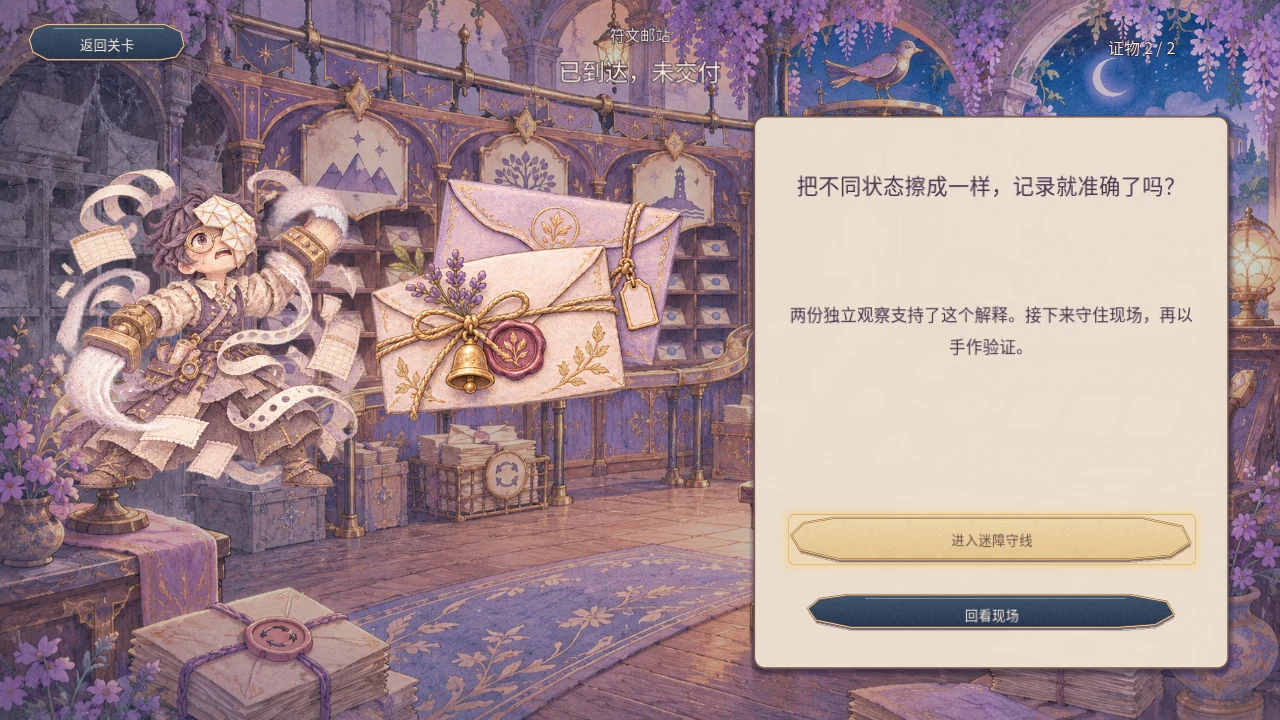 返回关卡
符文邮站
已到达，未交付
证物 2 / 2
把不同状态擦成一样，记录就准确了吗？
两份独立观察支持了这个解释。接下来守住现场，再以
手作验证。
进入迷障守线
回看现场